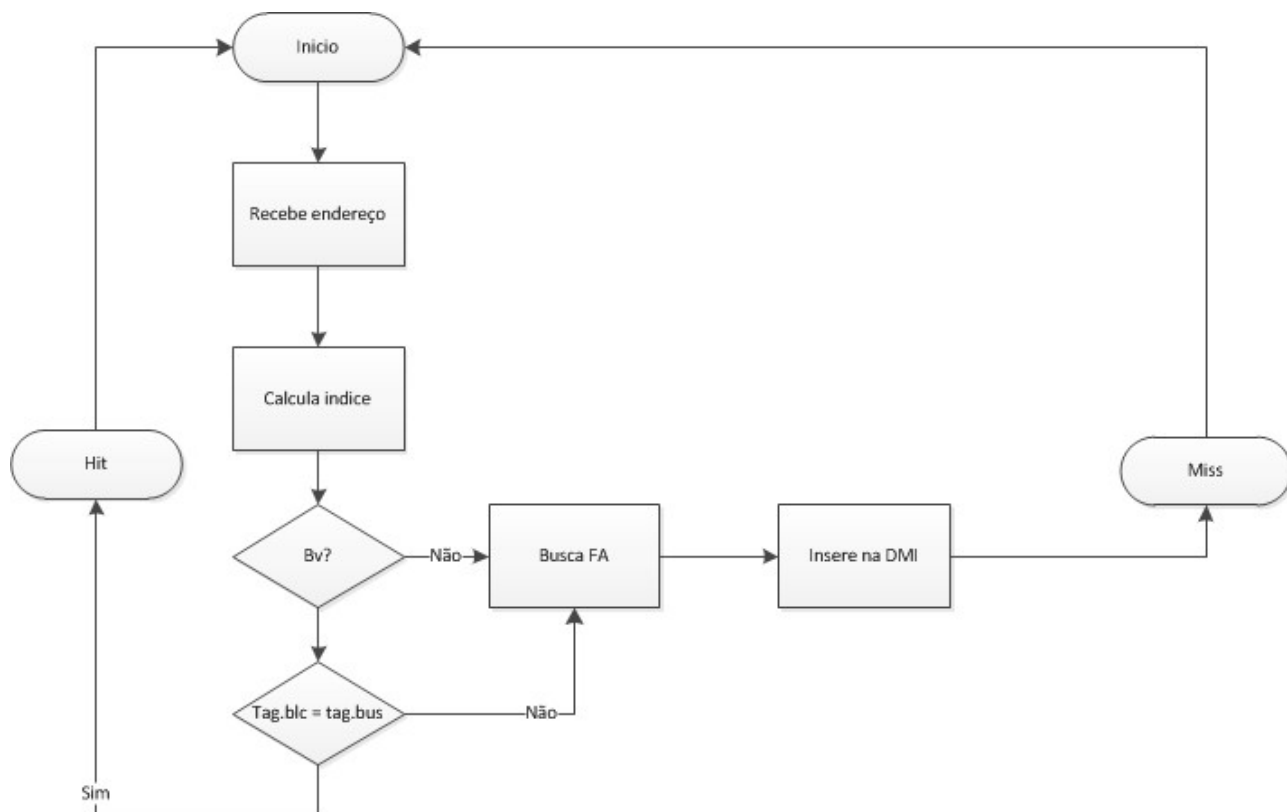 Inicio
Recebe endereço
Calcula indice
Hit
Miss
Bv?
Não
Busca FA
Insere na DMI
Tag.blc = tag.bus
Não
Sim